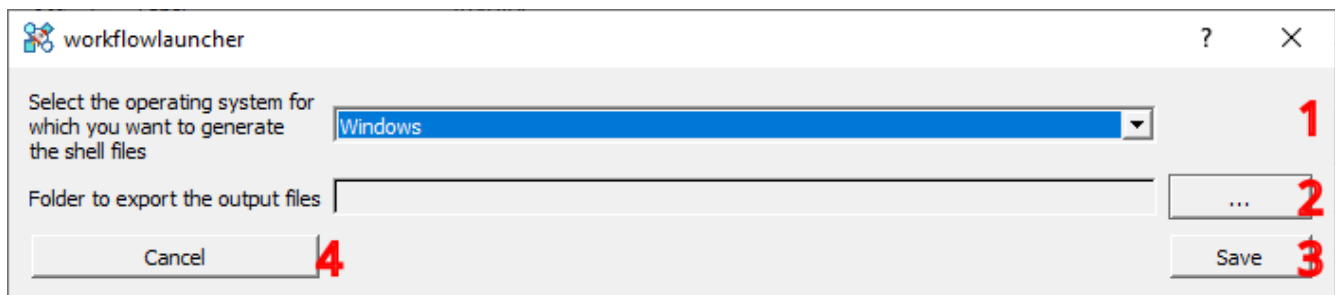 workflowlauncher ?
Select the operating system for
which you want to generate
the shell files
Windows
1
Folder to export the output files
...
2
Cancel
4
Save
3